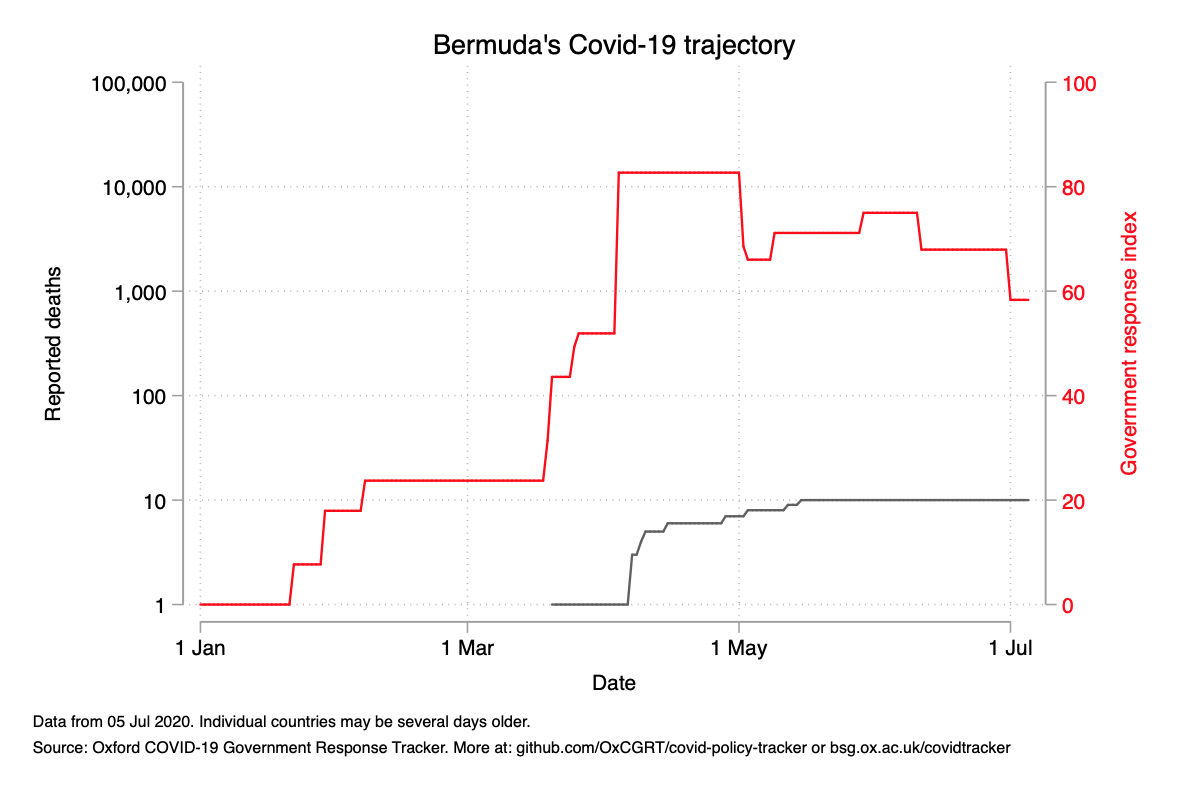 Bermuda's Covid-19 trajectory
100,000
10,000
1,000
100
10
1
Reported deaths
100
80
60
40
20
0
Government response index
1 Jan
1 Mar
1 May
1 Jul
Date
Data from 05 Jul 2020. Individual countries may be several days older.
Source: Oxford COVID-19 Government Response Tracker. More at: github.com/OxCGRT/covid-policy-tracker or bsg.ox.ac.uk/covidtracker